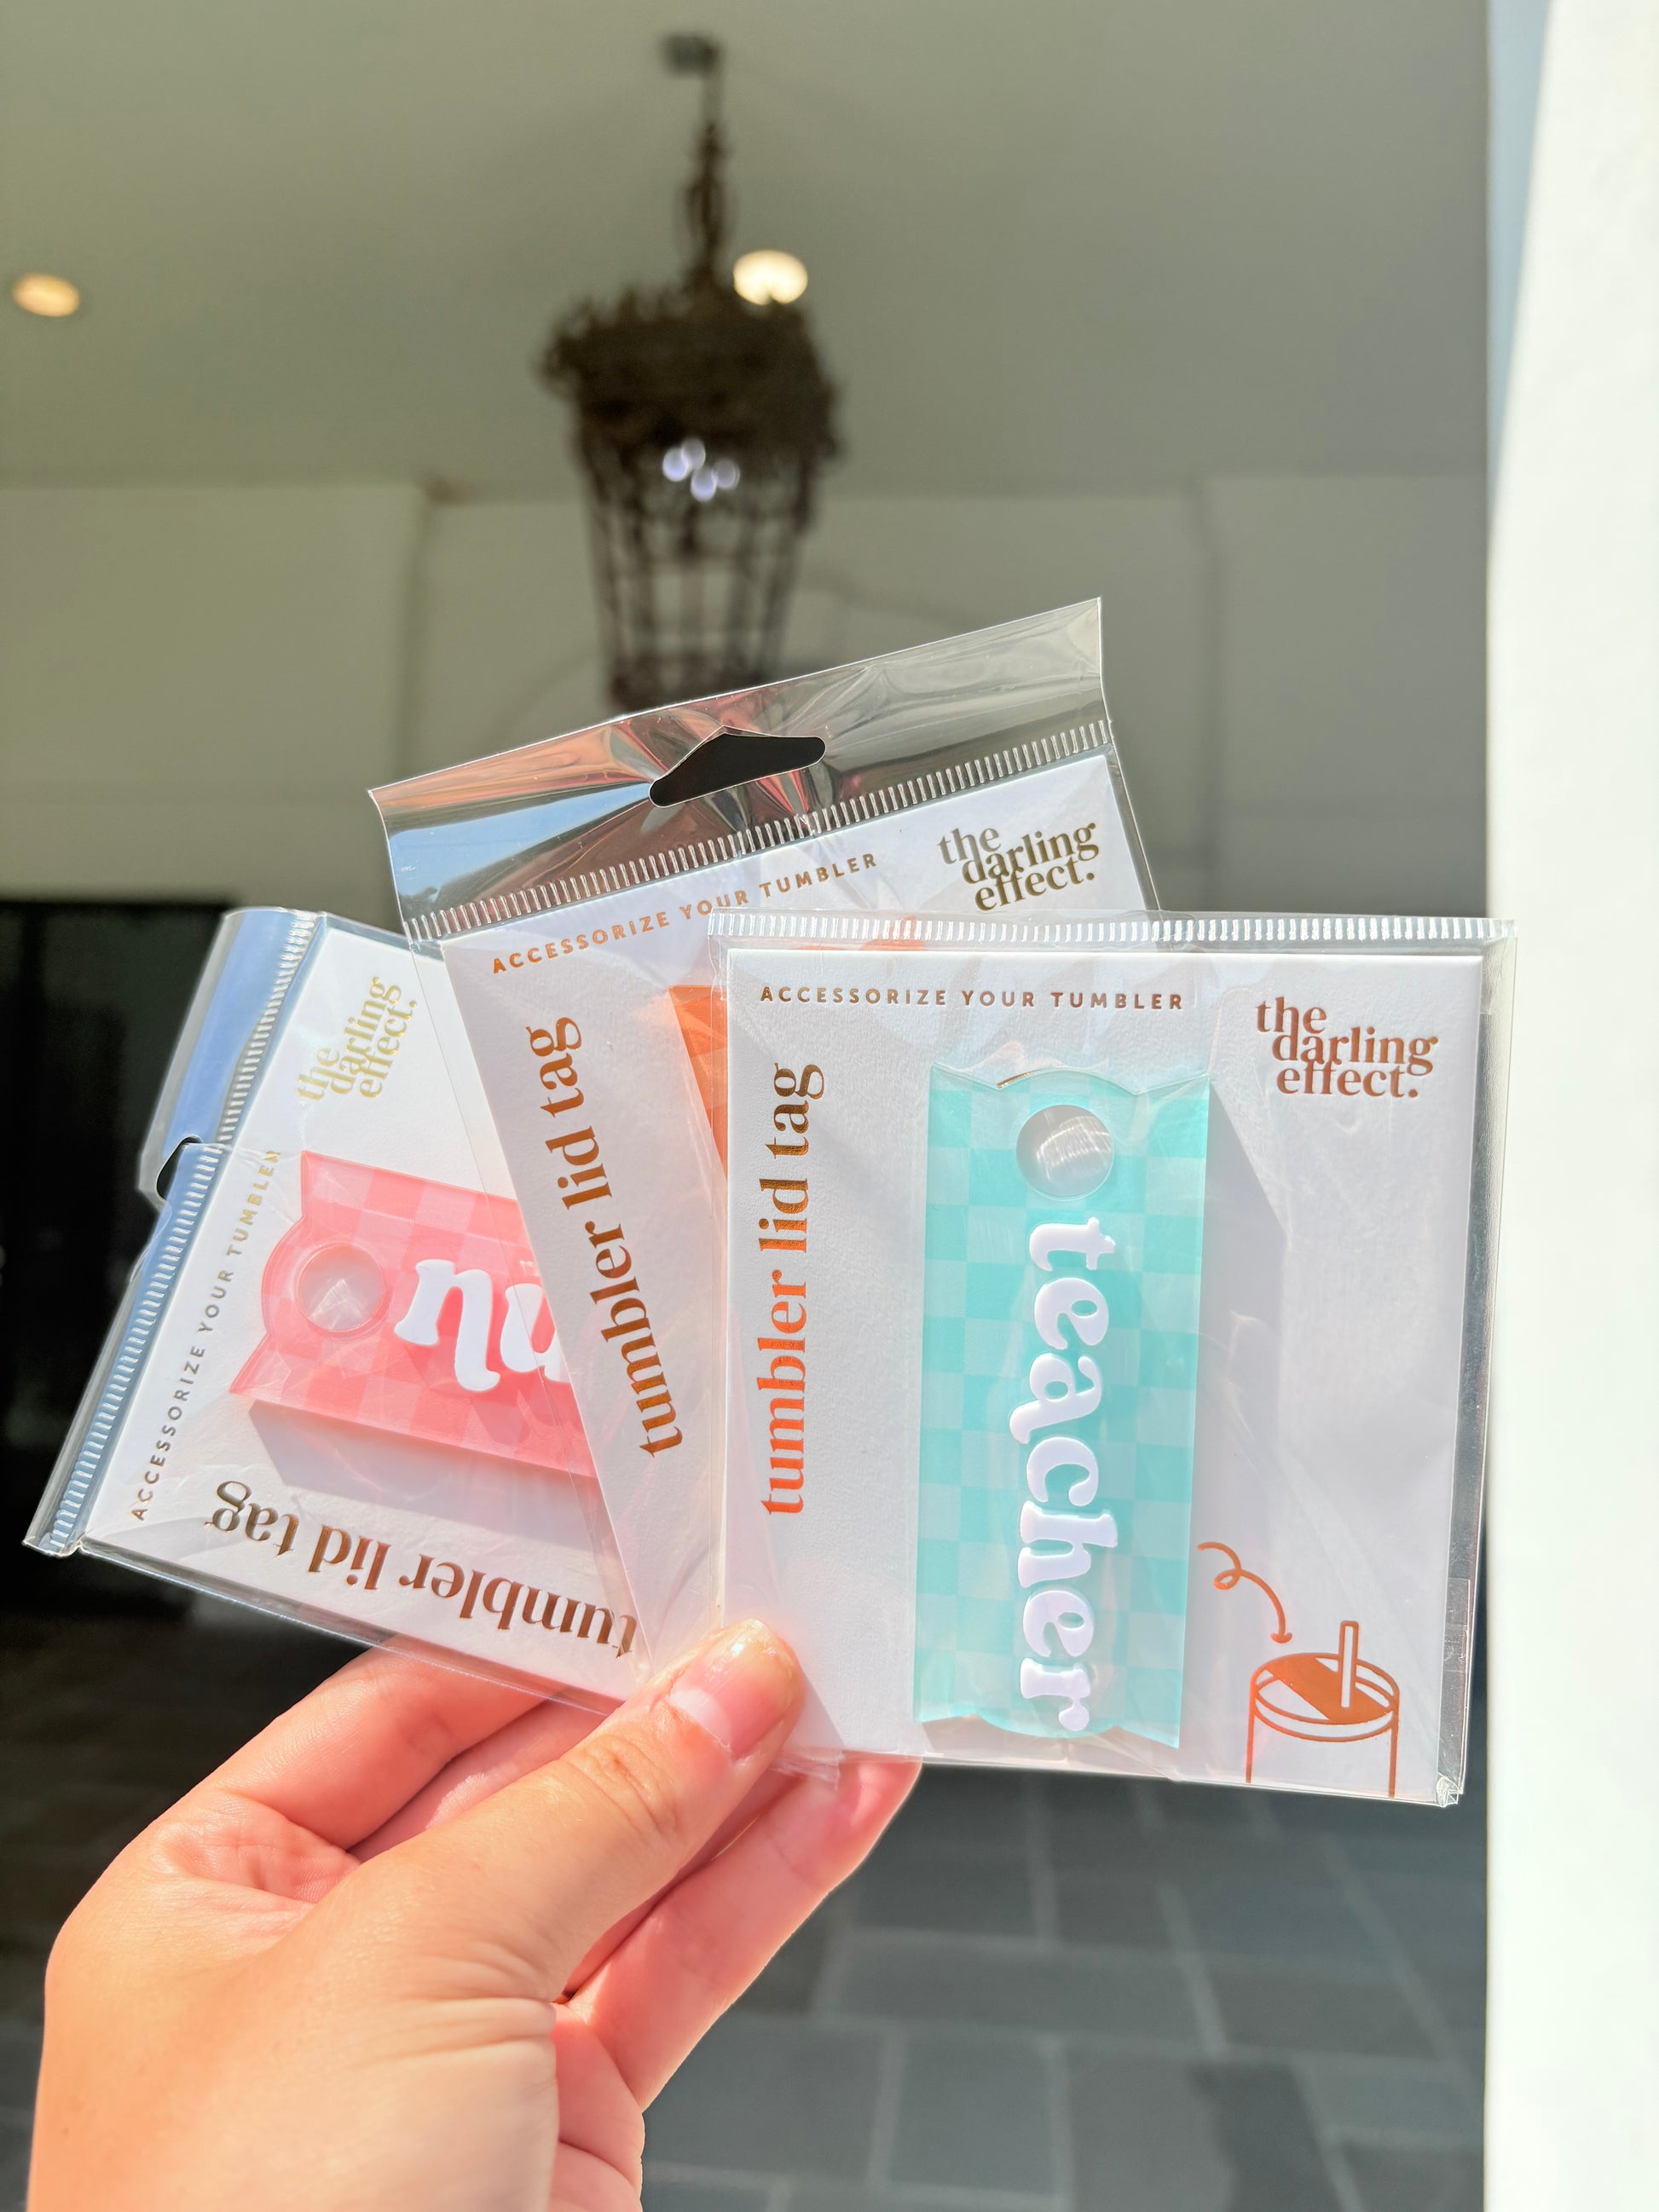 the
darling
effect.
ACCESSORIZE YOUR TUMBLER
nu
tumbler lid tag
ACCESSORIZE YOUR TUMBLER
the
darling
effect.
tumbler lid tag
ACCESSORIZE YOUR TUMBLER
the
darling
effect.
tumbler lid tag
teacher